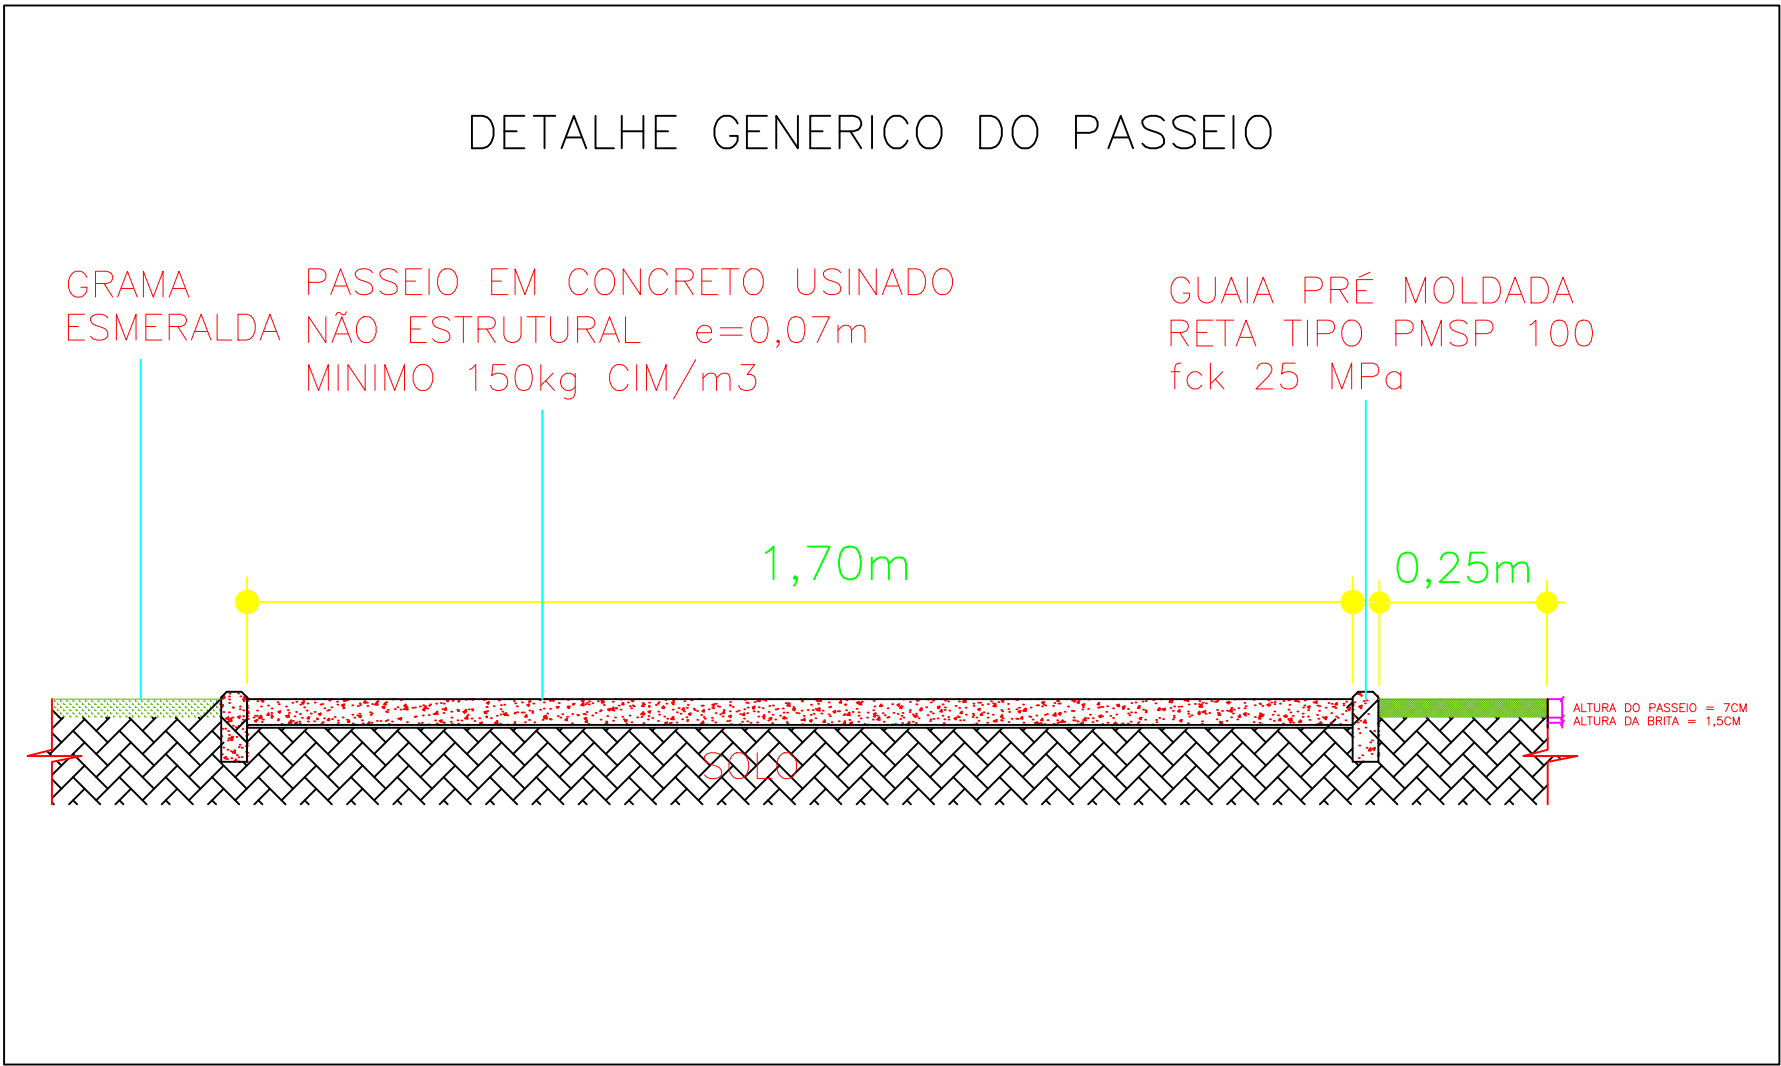 DETALHE GENERICO DO PASSEIO
GRAMA
ESMERALDA
PASSEIO EM CONCRETO USINADO
NÃO ESTRUTURAL e=0,07m
MINIMO 150kg CIM/m3
GUAIA PRÉ MOLDADA
RETA TIPO PMSP 100
fck 25 MPa
1,70m
0,25m
ALTURA DO PASSEIO = 7CM
ALTURA DA BRITA = 1,5CM
SOLO